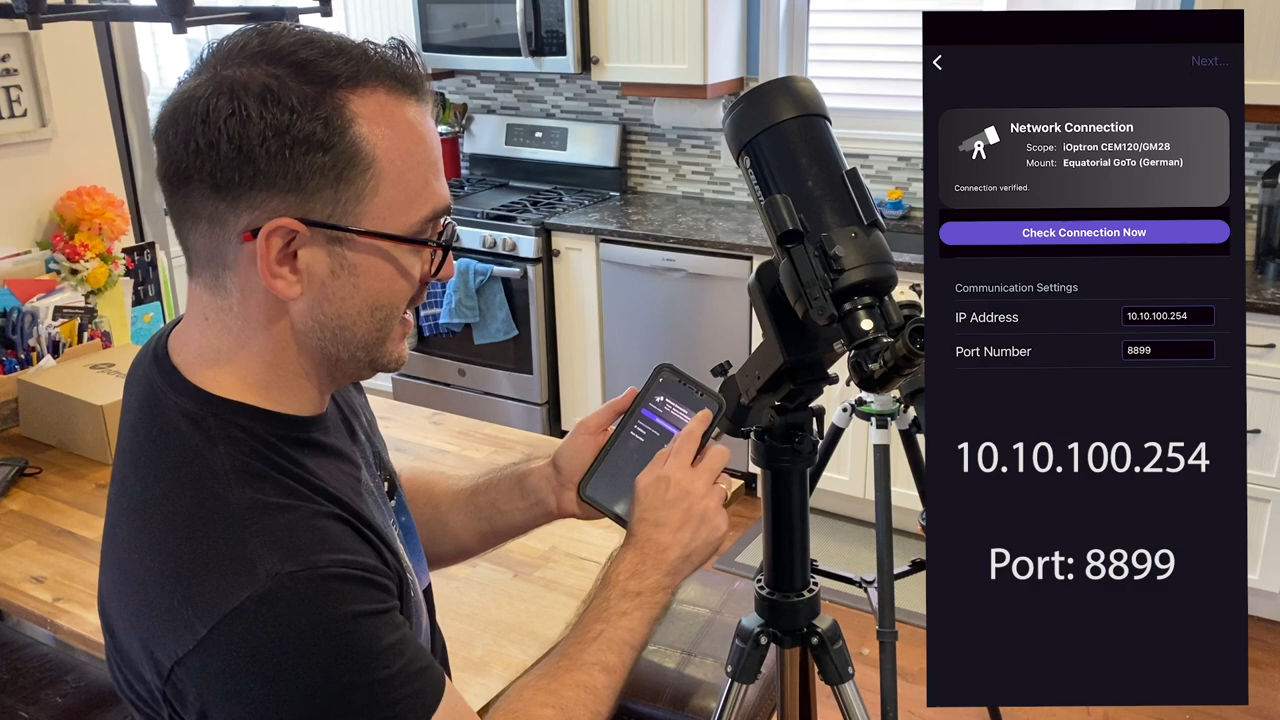 Next...
Network Connection
Scope: iOptron CEM120/GM28
Mount: Equatorial GoTo (German)
Connection verified.
Check Connection Now
Communication Settings
IP Address 10.10.100.254
Port Number 8899
10.10.100.254
Port: 8899